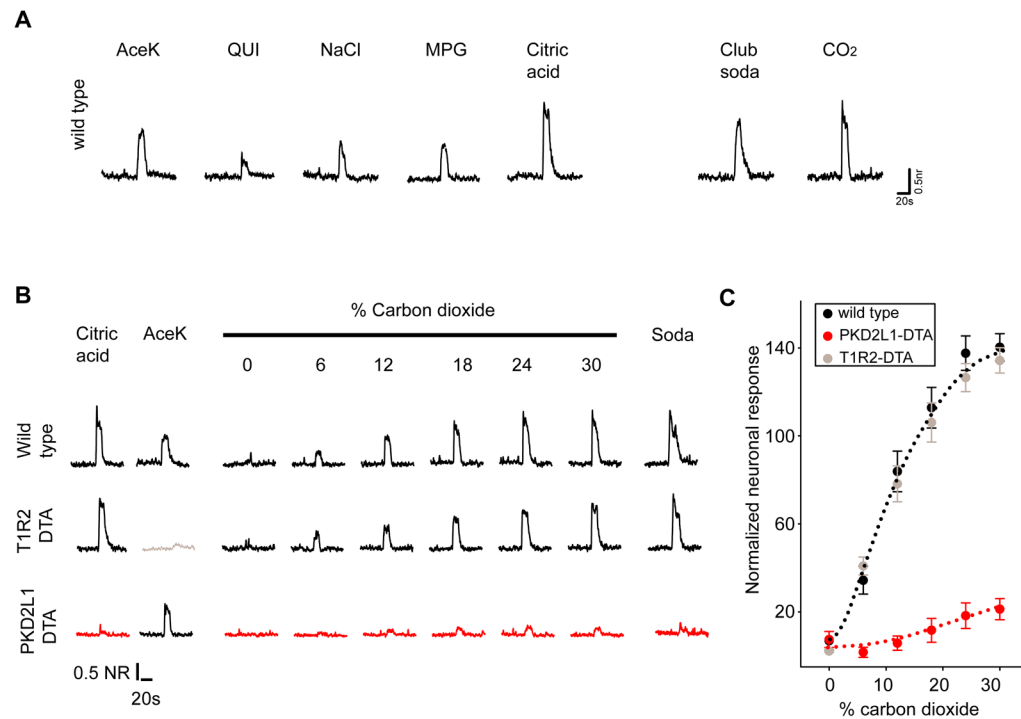 A
AceK QUI NaCl MPG Citric acid Club soda CO₂
wild type
0.5nr
20s
B
% Carbon dioxide
Citric acid AceK 0 6 12 18 24 30 Soda
Wild type
T1R2 DTA
PKD2L1 DTA
0.5 NR
20s
C
wild type
PKD2L1-DTA
T1R2-DTA
Normalized neuronal response
140
100
60
20
0 10 20 30
% carbon dioxide